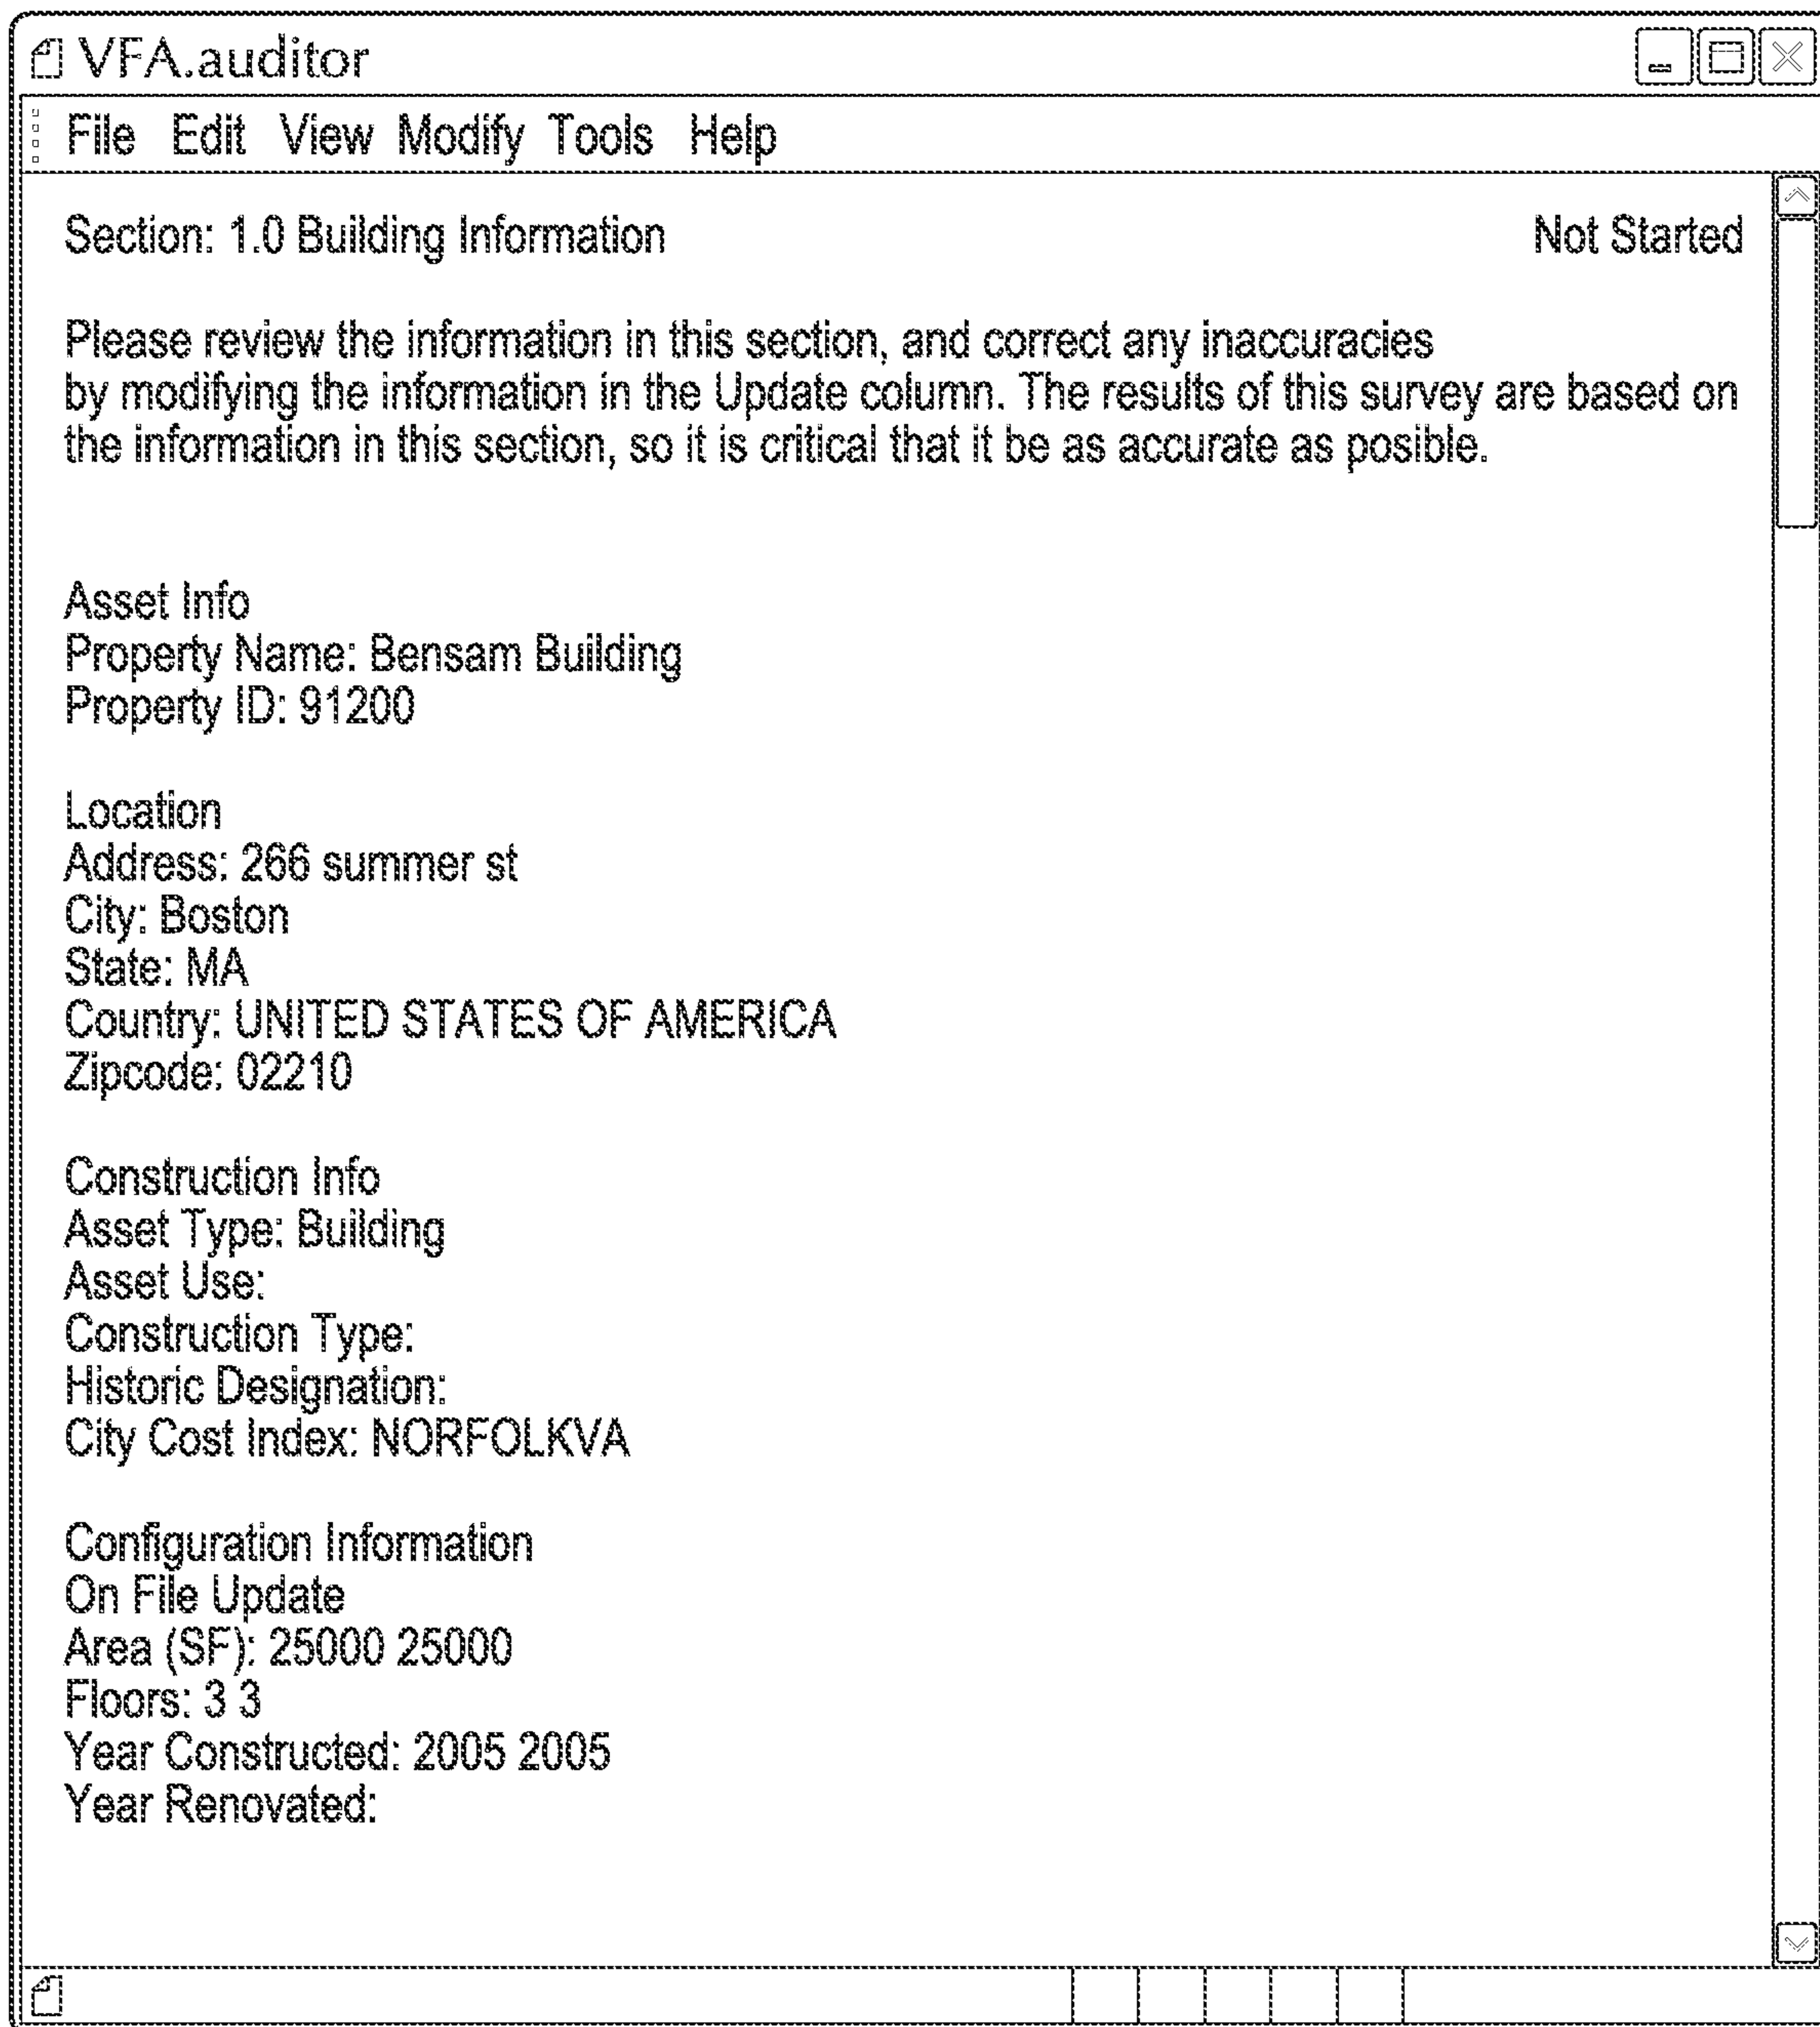 VFA.auditor
File Edit View Modify Tools Help
Section: 1.0 Building Information Not Started
Please review the information in this section, and correct any inaccuracies
by modifying the information in the Update column. The results of this survey are based on
the information in this section, so it is critical that it be as accurate as posible.
Asset Info
Property Name: Bensam Building
Property ID: 91200
Location
Address: 266 summer st
City: Boston
State: MA
Country: UNITED STATES OF AMERICA
Zipcode: 02210
Construction Info
Asset Type: Building
Asset Use:
Construction Type:
Historic Designation:
City Cost Index: NORFOLKVA
Configuration Information
On File Update
Area (SF): 25000 25000
Floors: 3 3
Year Constructed: 2005 2005
Year Renovated: